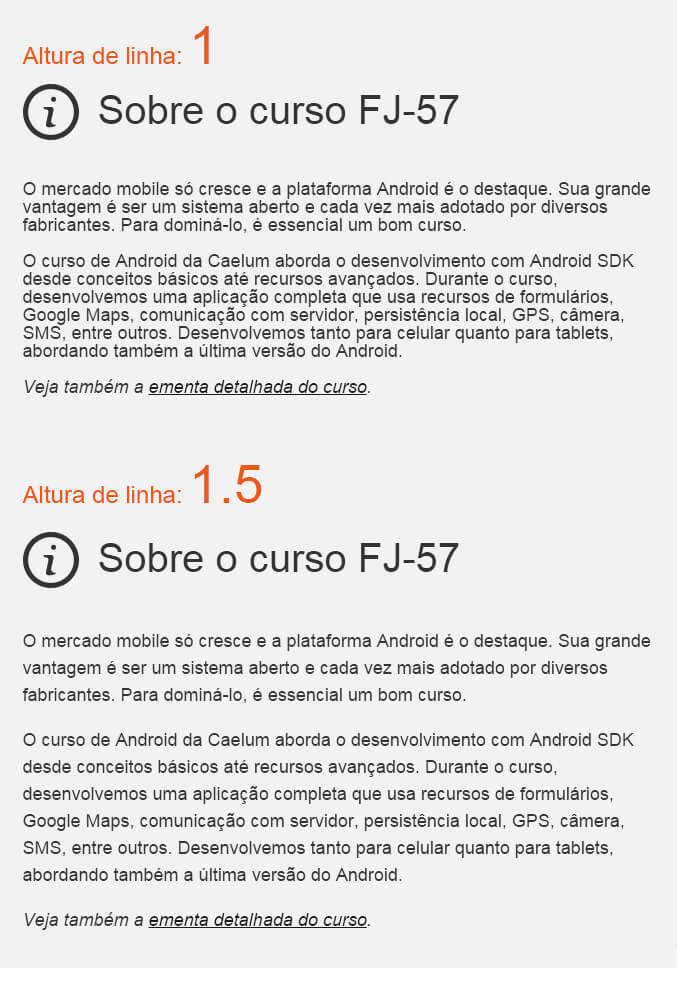 Altura de linha: 1
i Sobre o curso FJ-57
O mercado mobile só cresce e a plataforma Android é o destaque. Sua grande
vantagem é ser um sistema aberto e cada vez mais adotado por diversos
fabricantes. Para dominá-lo, é essencial um bom curso.
O curso de Android da Caelum aborda o desenvolvimento com Android SDK
desde conceitos básicos até recursos avançados. Durante o curso,
desenvolvemos uma aplicação completa que usa recursos de formulários,
Google Maps, comunicação com servidor, persistência local, GPS, câmera,
SMS, entre outros. Desenvolvemos tanto para celular quanto para tablets,
abordando também a última versão do Android.
Veja também a ementa detalhada do curso.
Altura de linha: 1.5
i Sobre o curso FJ-57
O mercado mobile só cresce e a plataforma Android é o destaque. Sua grande
vantagem é ser um sistema aberto e cada vez mais adotado por diversos
fabricantes. Para dominá-lo, é essencial um bom curso.
O curso de Android da Caelum aborda o desenvolvimento com Android SDK
desde conceitos básicos até recursos avançados. Durante o curso,
desenvolvemos uma aplicação completa que usa recursos de formulários,
Google Maps, comunicação com servidor, persistência local, GPS, câmera,
SMS, entre outros. Desenvolvemos tanto para celular quanto para tablets,
abordando também a última versão do Android.
Veja também a ementa detalhada do curso.